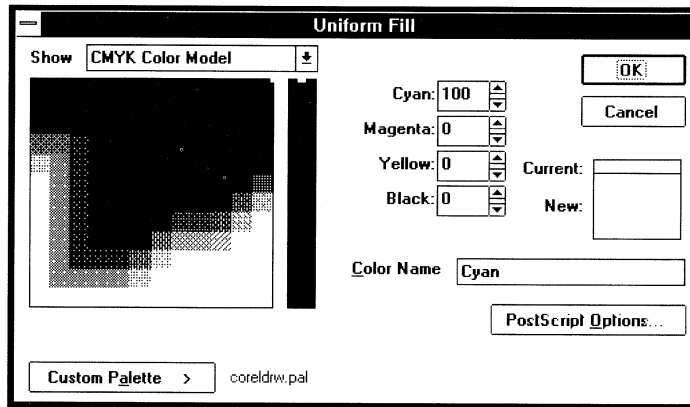 Uniform Fill
Show CMYK Color Model
OK
Cyan: 100
Cancel
Magenta: 0
Yellow: 0
Current:
Black: 0
New:
Color Name Cyan
PostScript Options...
Custom Palette > coreldrw.pal